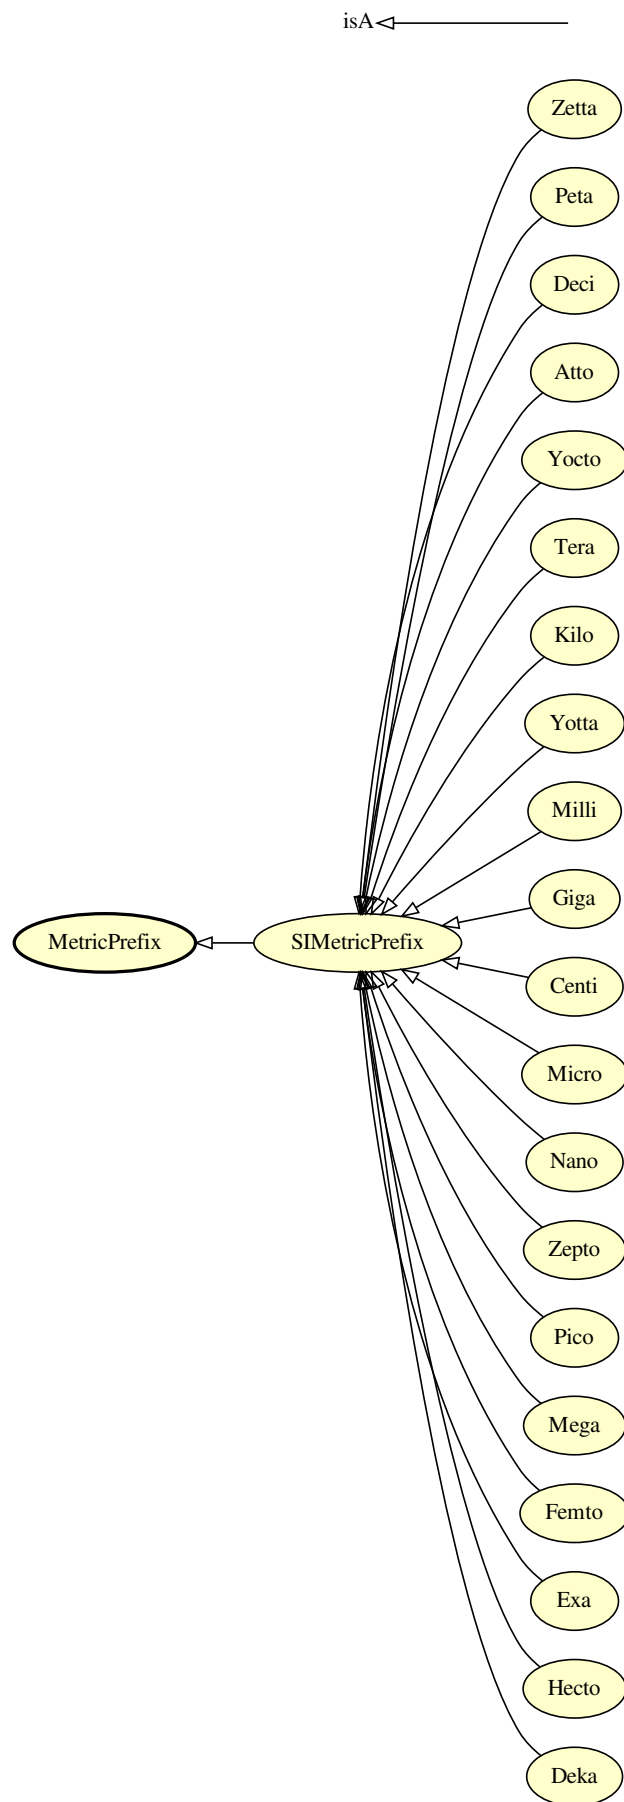 isA
Zetta
Peta
Deci
Atto
Yocto
Tera
Kilo
Yotta
Milli
Giga
MetricPrefix
SIMetricPrefix
Centi
Micro
Nano
Zepto
Pico
Mega
Femto
Exa
Hecto
Deka